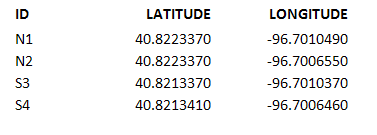 ID LATITUDE LONGITUDE
N1 40.8223370 -96.7010490
N2 40.8223370 -96.7006550
S3 40.8213370 -96.7010370
S4 40.8213410 -96.7006460